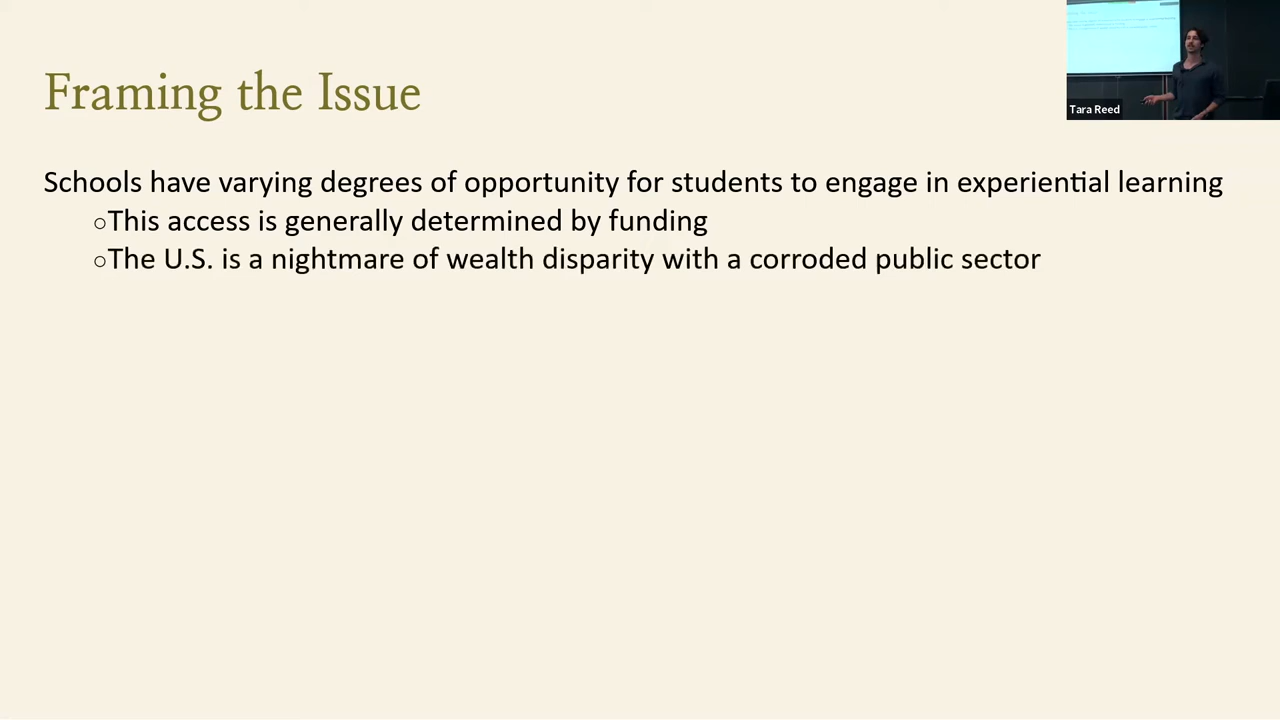 Framing the Issue
Tara Reed
Schools have varying degrees of opportunity for students to engage in experiential learning
○This access is generally determined by funding
○The U.S. is a nightmare of wealth disparity with a corroded public sector